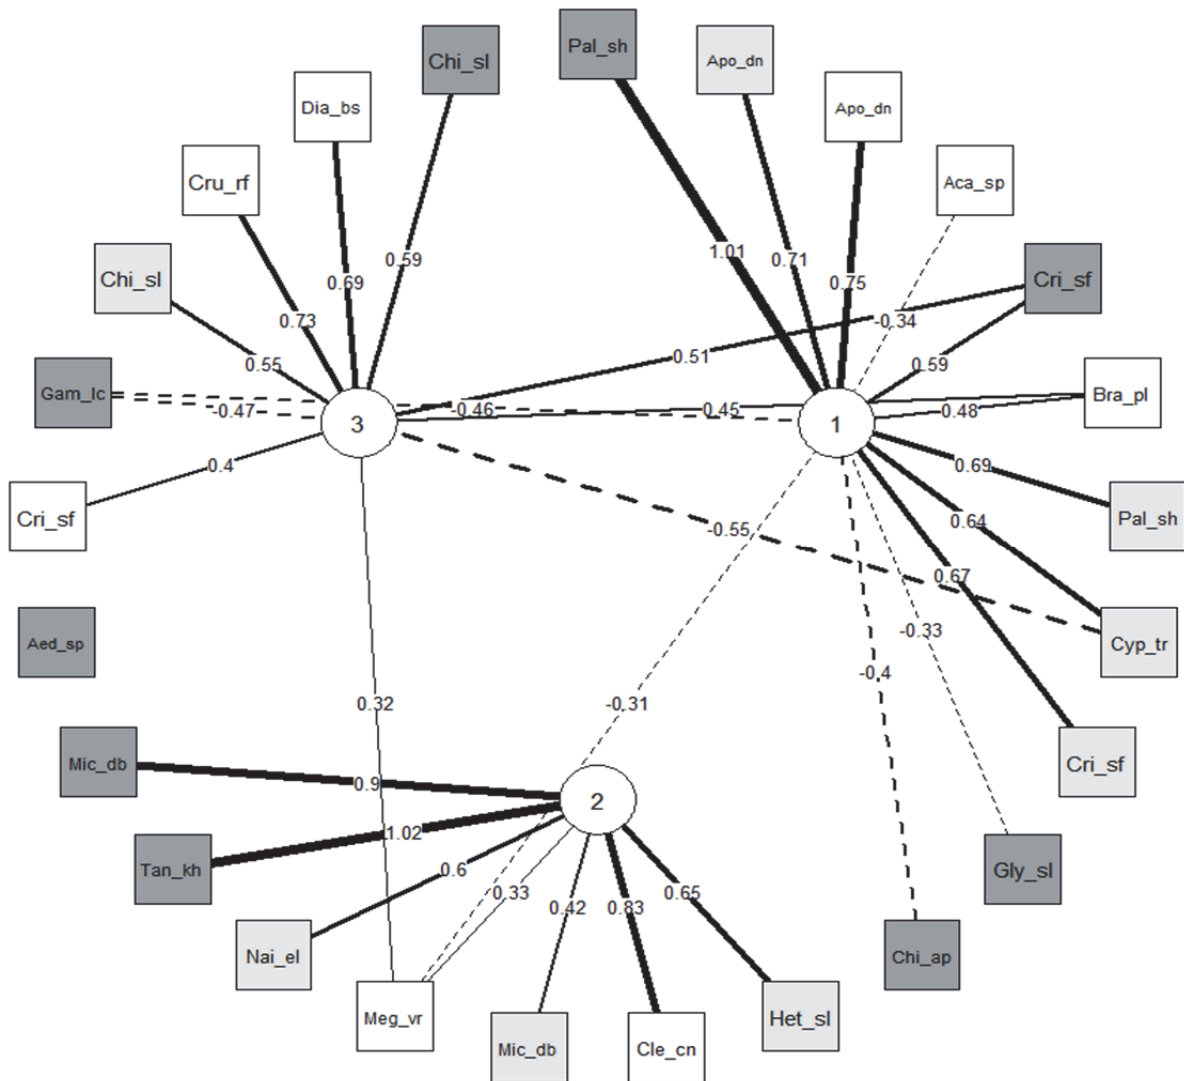 Pal_sh
Chi_sl
Apo_dn
Dia_bs
Apo_dn
Cru_rf
Aca_sp
1.01
0.71
0.59
Chi_sl
Cri_sf
0.69
0.75
0.73
-0.34
0.51
0.55
0.59
Gam_lc
-0.47
-0.46
0.45
0.48
Bra_pl
3
1
0.4
0.69
Cri_sf
Pal_sh
0.64
-0.55
0.67
-0.33
Aed_sp
Cyp_tr
-0.4
0.32
-0.31
Mic_db
Cri_sf
0.9
2
1.02
Tan_kh
0.6
Gly_sl
0.33
0.65
0.42
0.83
Nai_el
Chi_ap
Meg_vr
Het_sl
Mic_db
Cle_cn